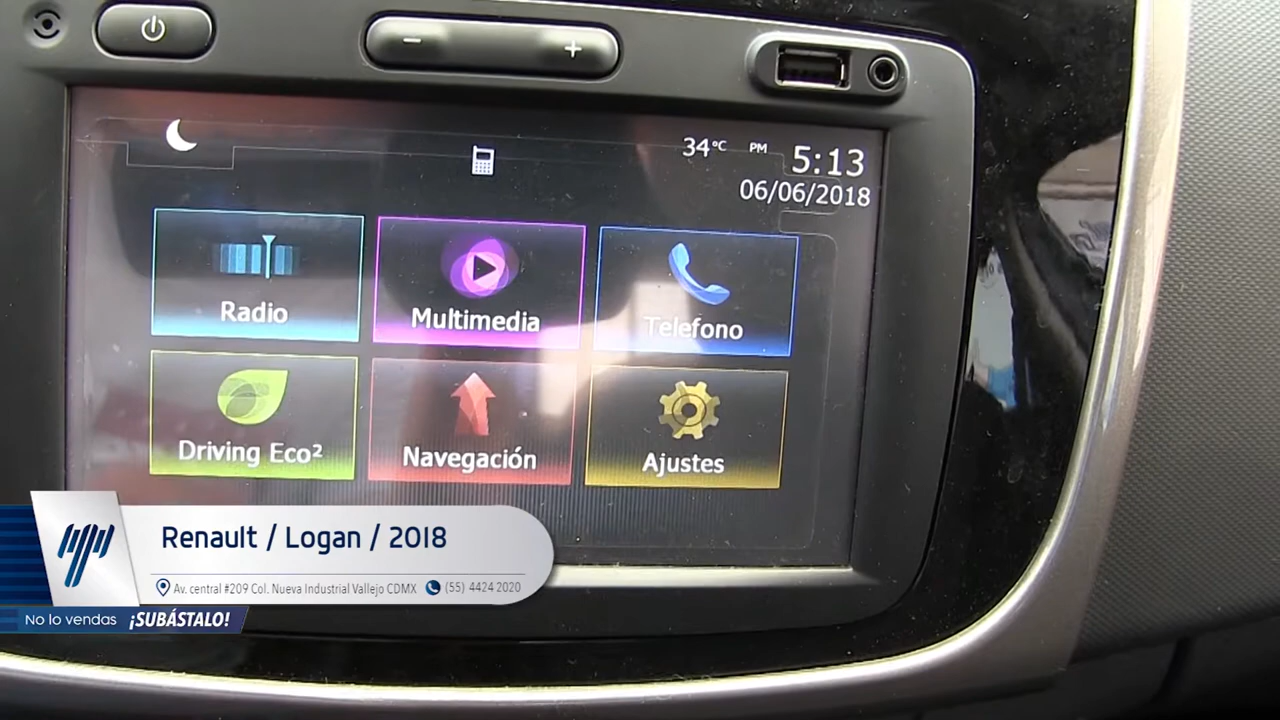 34°C PM 5:13
06/06/2018
Radio
Multimedia
Telefono
Driving Eco²
Navegación
Ajustes
Renault / Logan / 2018
Av. central #209 Col. Nueva Industrial Vallejo CDMX (55) 4424 2020
No lo vendas ¡SUBÁSTALO!